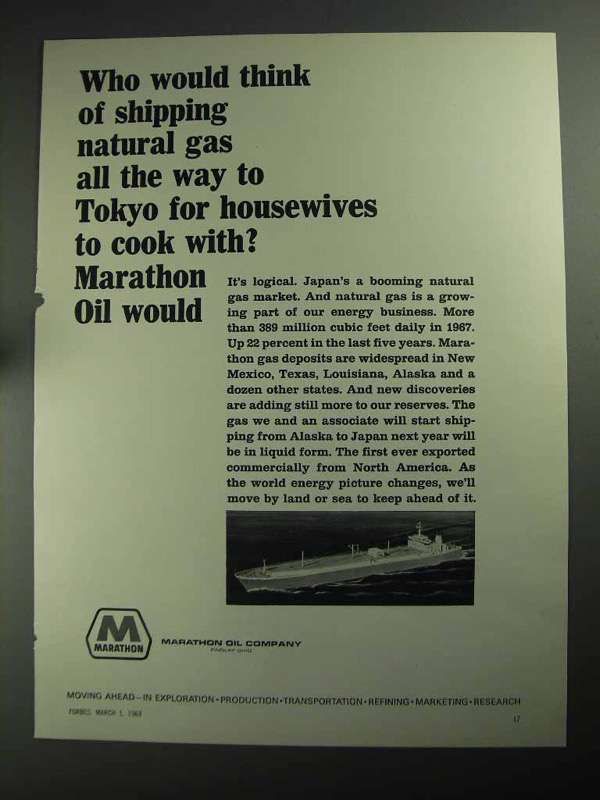 Who would think
of shipping
natural gas
all the way to
Tokyo for housewives
to cook with?
Marathon
Oil would
It's logical. Japan's a booming natural
gas market. And natural gas is a grow-
ing part of our energy business. More
than 389 million cubic feet daily in 1967.
Up 22 percent in the last five years. Mara-
thon gas deposits are widespread in New
Mexico, Texas, Louisiana, Alaska and a
dozen other states. And new discoveries
are adding still more to our reserves. The
gas we and an associate will start ship-
ping from Alaska to Japan next year will
be in liquid form. The first ever exported
commercially from North America. As
the world energy picture changes, we'll
move by land or sea to keep ahead of it.
M
MARATHON
MARATHON OIL COMPANY
FINDLAY OHIO
MOVING AHEAD—IN EXPLORATION•PRODUCTION•TRANSPORTATION•REFINING•MARKETING•RESEARCH
FORBES, MARCH 1,
17